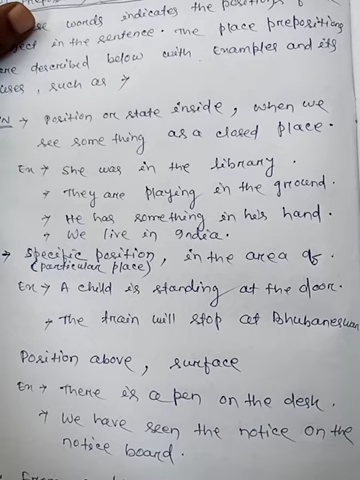 words indicates the position
in the sentence. The place prepositions
are described below with examples and its
uses, such as →
IN → position or state inside, when we
see something as a closed place.
Ex → She was in the library.
→ They are playing in the ground.
→ He has something in his hand.
→ We live in India.
→ Specific position, in the area of.
(particular place)
Ex → A child is standing at the door.
→ The train will stop at Bhubaneswar
Position above, surface
Ex → There is a pen on the desk.
→ We have seen the notice on the
notice board.